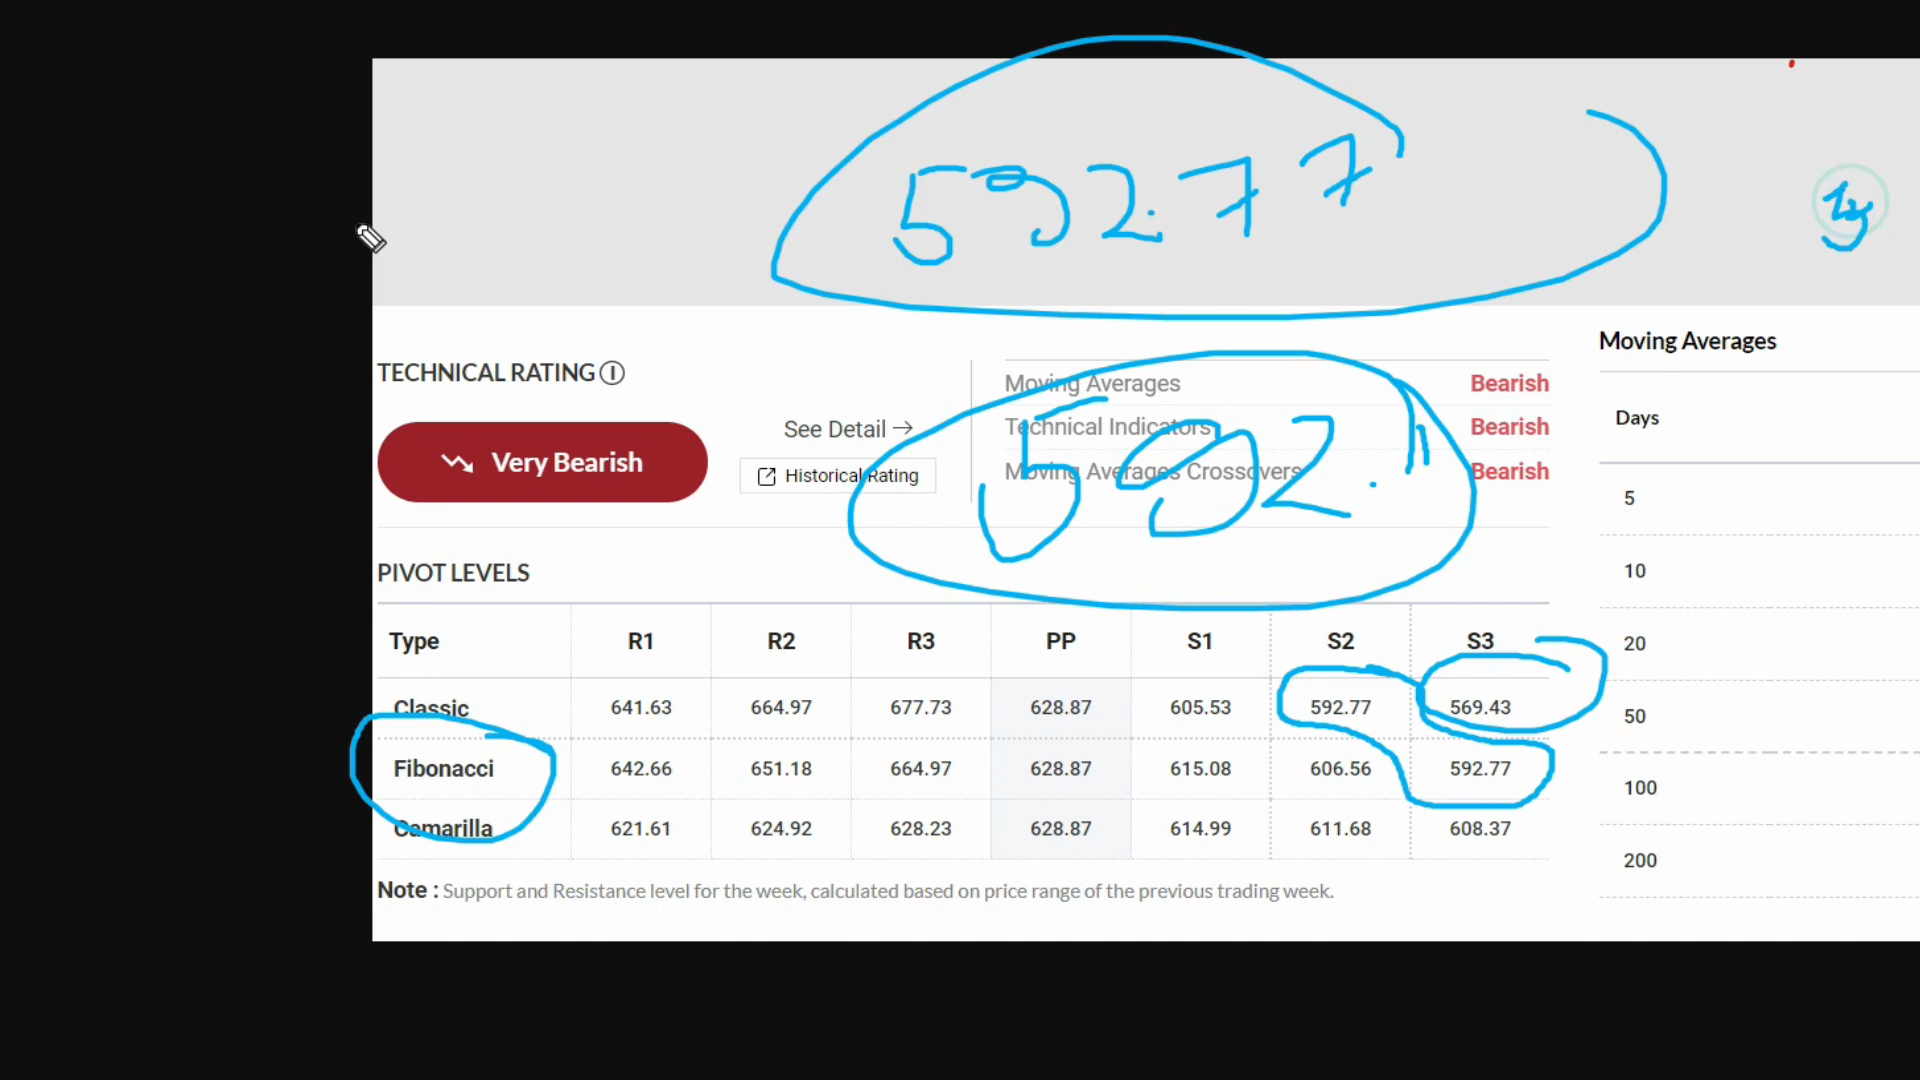 592.77
TECHNICAL RATING
See Detail →
Very Bearish
Historical Rating
Moving Averages Bearish
Technical Indicators Bearish
Moving Averages Crossovers Bearish
592.
PIVOT LEVELS
Type R1 R2 R3 PP S1 S2 S3
Classic 641.63 664.97 677.73 628.87 605.53 592.77 569.43
Fibonacci 642.66 651.18 664.97 628.87 615.08 606.56 592.77
Camarilla 621.61 624.92 628.23 628.87 614.99 611.68 608.37
Note : Support and Resistance level for the week, calculated based on price range of the previous trading week.
Moving Averages
Days
5
10
20
50
100
200